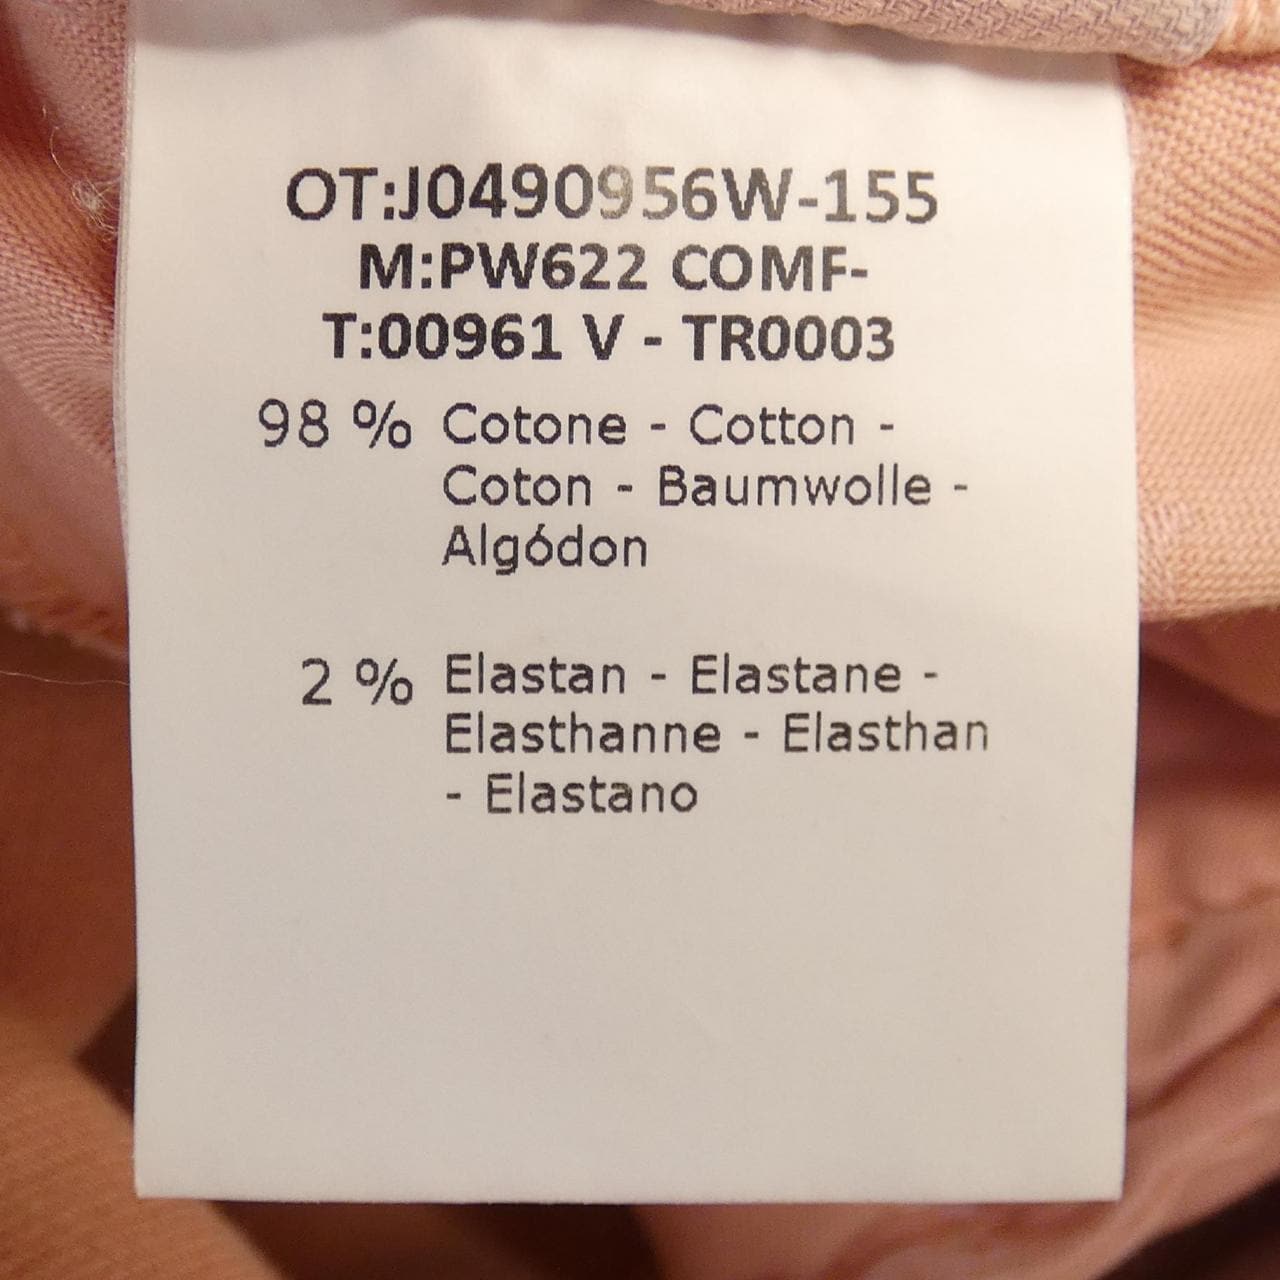 OT:J0490956W-155
M:PW622 COMF-
T:00961 V - TR0003
98 % Cotone - Cotton -
Coton - Baumwolle -
Algódon
2 % Elastan - Elastane -
Elasthanne - Elasthan
- Elastano